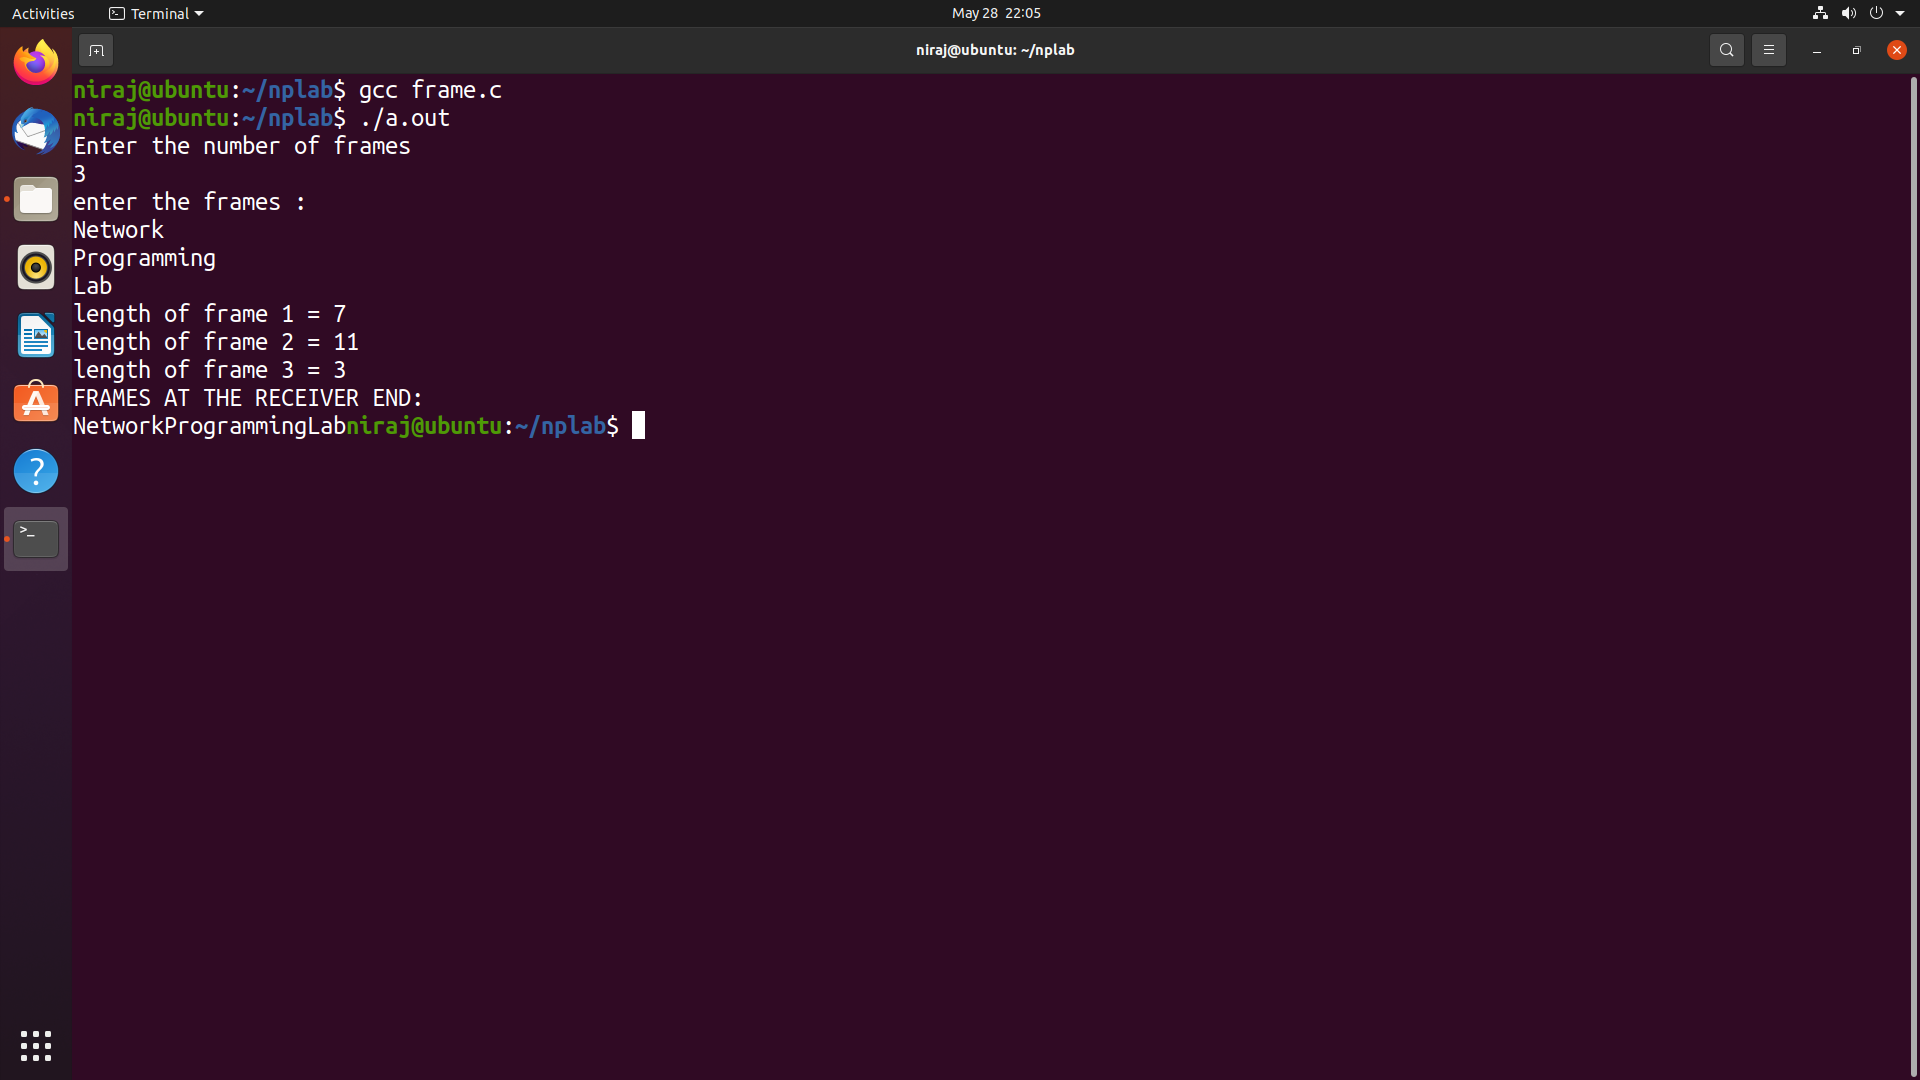 Activities
Terminal
May 28 22:05
niraj@ubuntu: ~/nplab
niraj@ubuntu:~/nplab$ gcc frame.c
niraj@ubuntu:~/nplab$ ./a.out
Enter the number of frames
3
enter the frames :
Network
Programming
Lab
length of frame 1 = 7
length of frame 2 = 11
length of frame 3 = 3
FRAMES AT THE RECEIVER END:
NetworkProgrammingLabniraj@ubuntu:~/nplab$